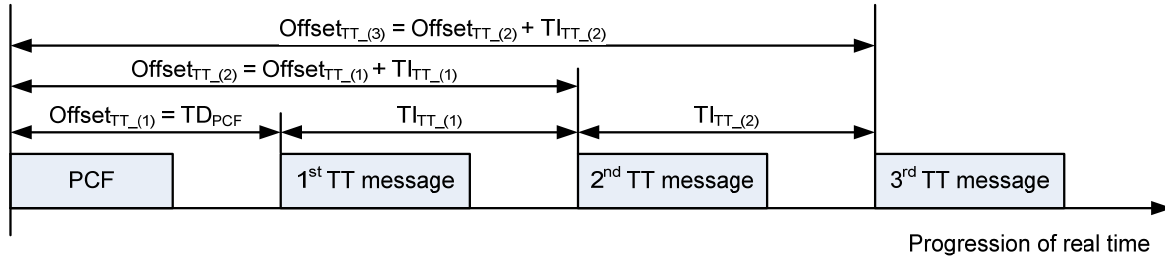 Offset_TT_(3) = Offset_TT_(2) + TI_TT_(2)
Offset_TT_(2) = Offset_TT_(1) + TI_TT_(1)
Offset_TT_(1) = TD_PCF
TI_TT_(1)
TI_TT_(2)
PCF
1st TT message
2nd TT message
3rd TT message
Progression of real time